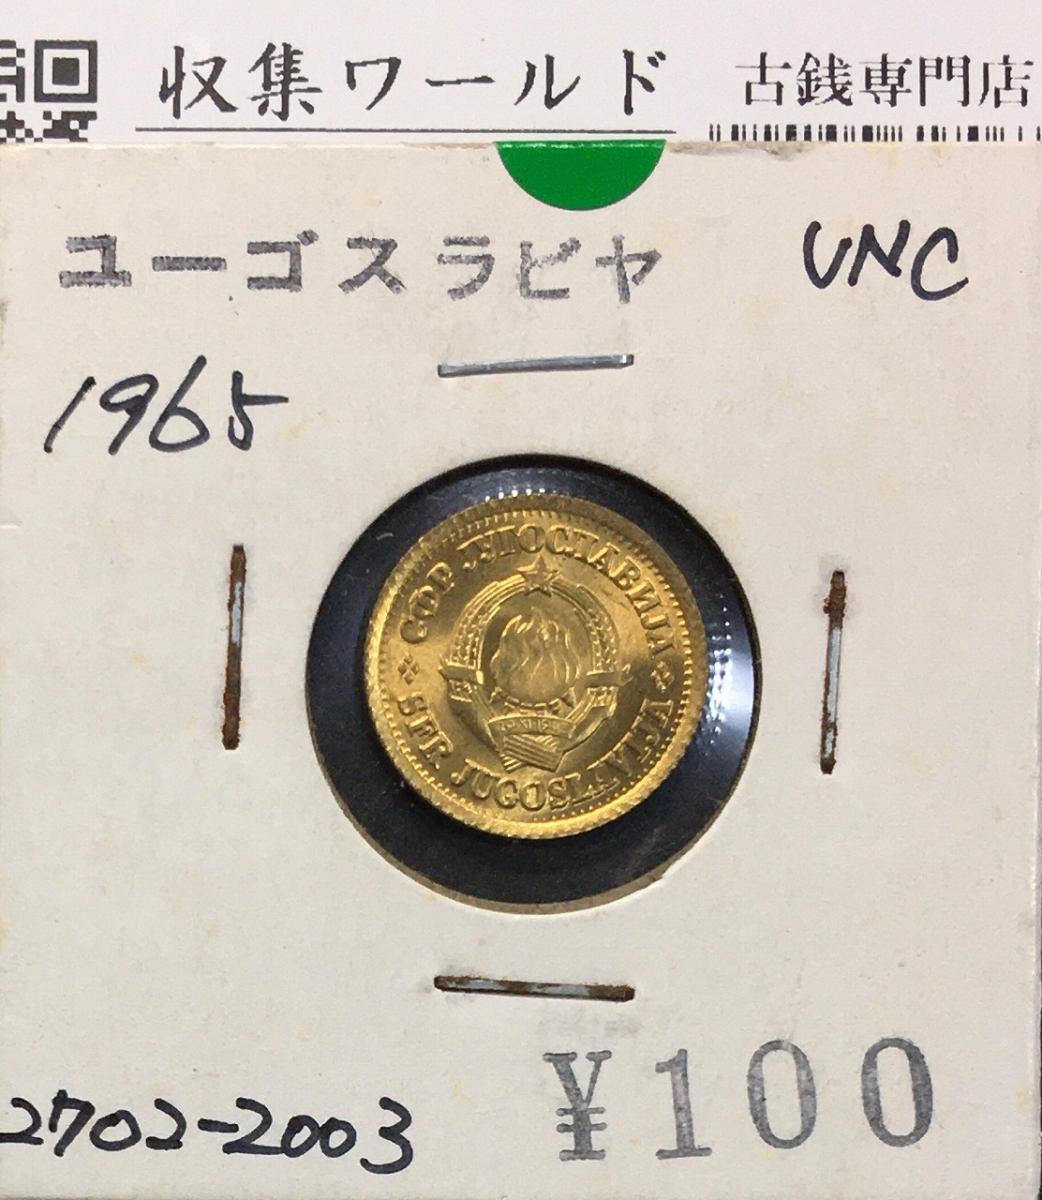 収集ワールド 古銭専門店
ユーゴスラビヤ UNC
1965
СФР ЈУГОСЛАВИЈА
SFR JUGOSLAVIJA
2702-2003 ¥100